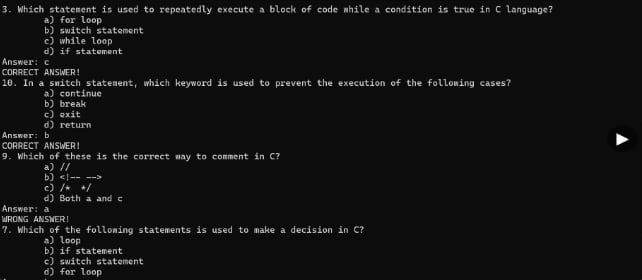 3. Which statement is used to repeatedly execute a block of code while a condition is true in C language?
a) for loop
b) switch statement
c) while loop
d) if statement
Answer: c
CORRECT ANSWER!
10. In a switch statement, which keyword is used to prevent the execution of the following cases?
a) continue
b) break
c) exit
d) return
Answer: b
CORRECT ANSWER!
9. Which of these is the correct way to comment in C?
a) //
b) <!-- -->
c) /* */
d) Both a and c
Answer: a
WRONG ANSWER!
7. Which of the following statements is used to make a decision in C?
a) loop
b) if statement
c) switch statement
d) for loop